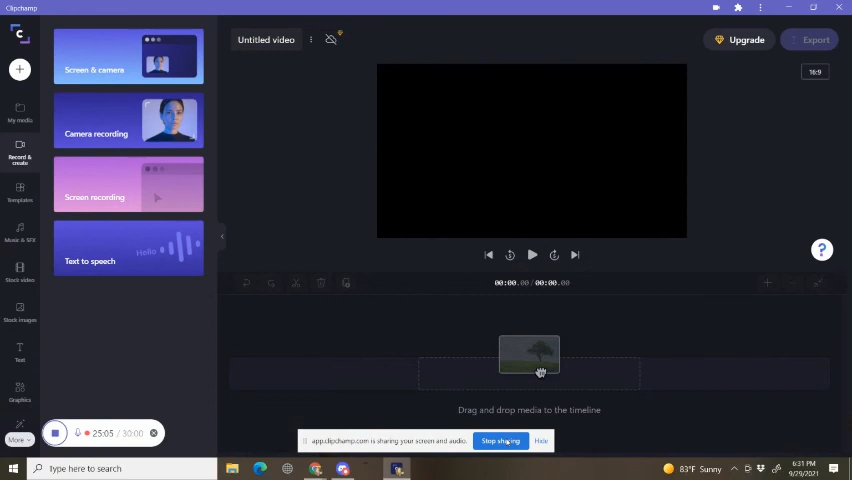 Clipchamp
Untitled video
Upgrade
Export
16:9
Screen & camera
Camera recording
Screen recording
Text to speech
Hello
My media
Record &
create
Templates
Music & SFX
Stock video
Stock images
Text
Graphics
More
00:00.00 / 00:00.00
Drag and drop media to the timeline
25:05 / 30:00
app.clipchamp.com is sharing your screen and audio.
Stop sharing
Hide
Type here to search
83°F Sunny
6:31 PM
9/29/2021